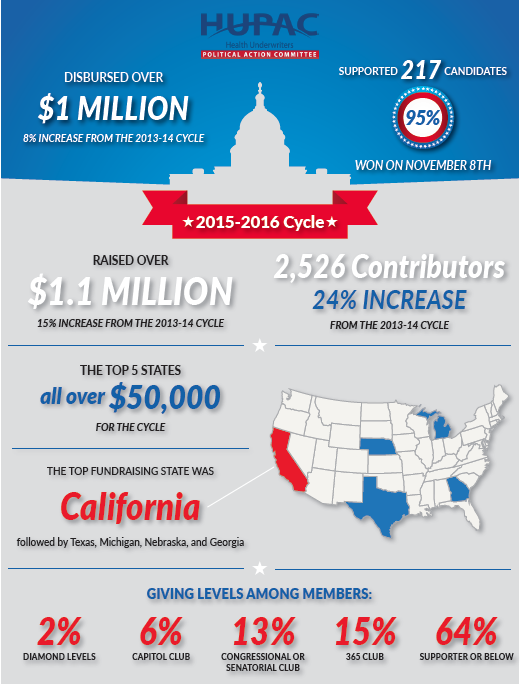 HUPAC
Health Underwriters
POLITICAL ACTION COMMITTEE
DISBURSED OVER
$1 MILLION
8% INCREASE FROM THE 2013-14 CYCLE
SUPPORTED 217 CANDIDATES
95%
WON ON NOVEMBER 8TH
2015-2016 Cycle
RAISED OVER
$1.1 MILLION
15% INCREASE FROM THE 2013-14 CYCLE
2,526 Contributors
24% INCREASE
FROM THE 2013-14 CYCLE
THE TOP 5 STATES
all over $50,000
FOR THE CYCLE
THE TOP FUNDRAISING STATE WAS
California
followed by Texas, Michigan, Nebraska, and Georgia
GIVING LEVELS AMONG MEMBERS:
2%
DIAMOND LEVELS
6%
CAPITOL CLUB
13%
CONGRESSIONAL OR
SENATORIAL CLUB
15%
365 CLUB
64%
SUPPORTER OR BELOW